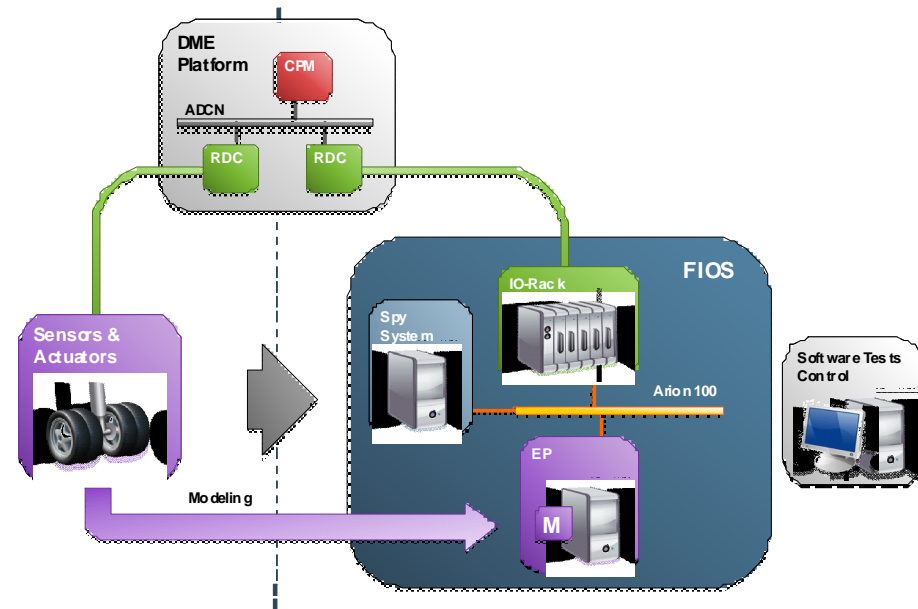 DME
Platform
CPM
ADCN
RDC
RDC
FIOS
IO-Rack
Spy
System
Sensors &
Actuators
Software Tests
Control
Arion 100
EP
Modeling
M